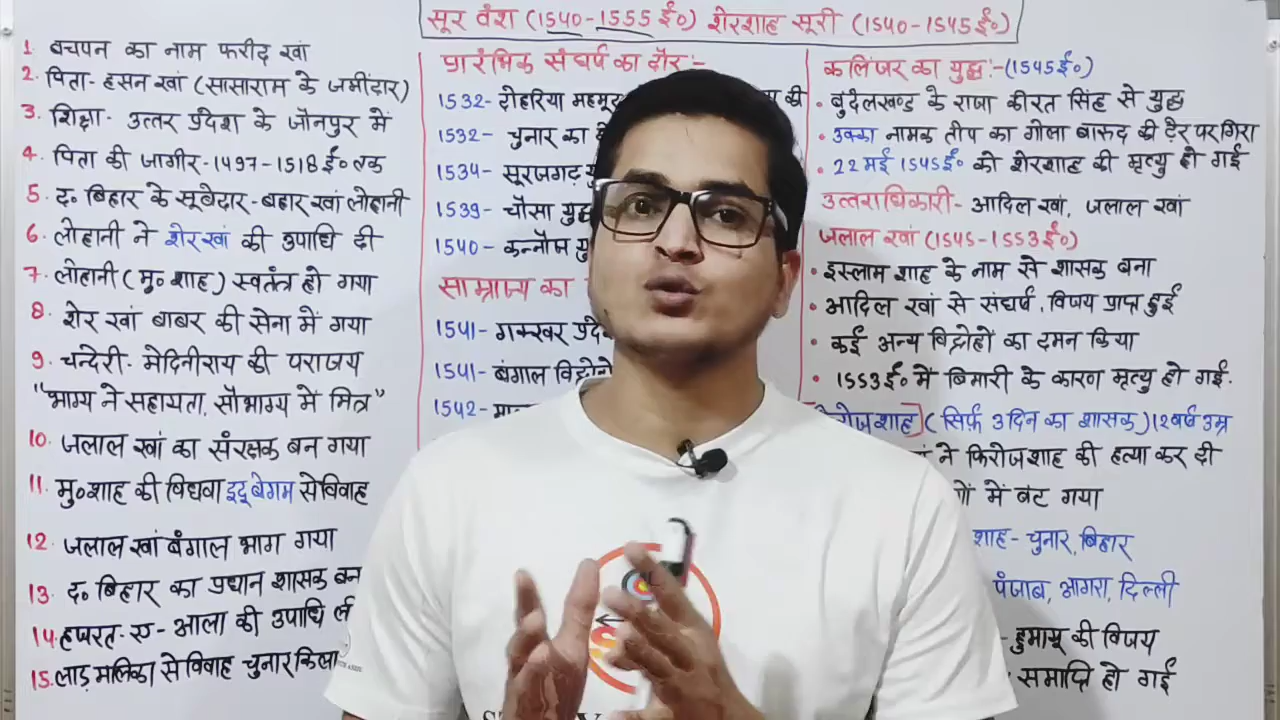 सूर वंश (1540-1555 ई०) शेरशाह सूरी (1540-1545 ई०)
1. बचपन का नाम फरीद खां
2. पिता- हसन खां (सासाराम के जमींदार)
3. शिक्षा- उत्तर प्रदेश के जौनपुर में
4. पिता की जागीर-1497-1518 ई० तक
5. द० बिहार के सूबेदार-बहार खां लोहानी
6. लोहानी ने शेर खां की उपाधि दी
7. लोहानी (मु० शाह) स्वतंत्र हो गया
8. शेर खां बाबर की सेना में गया
9. चन्देरी- मेदिनीराय की पराजय
"भाग्य ने सहायता, सौभाग्य में मित्र"
10. जलाल खां का संरक्षक बन गया
11. मु० शाह की विधवा इदू बेगम से विवाह
12. जलाल खां बंगाल भाग गया
13. द० बिहार का प्रधान शासक बन
14. हजरत-ए-आला की उपाधि ली
15. लाड़ मलिका से विवाह चुनार किला
प्रारंभिक संघर्ष का दौर:-
1532- दोहरिया महमूद की
1532- चुनार का
1534- सूरजगढ़
1539- चौसा युद्ध
1540- कन्नौज
साम्राज्य का
1541- गक्खर प्रदे
1541- बंगाल विद्रोह
1542-
कलिंजर का युद्ध:-(1545 ई०)
• बुंदेलखण्ड के राजा कीरत सिंह से युद्ध
• उक्का नामक तोप का गोला बारूद की ढ़ेर पर गिरा
• 22 मई 1545 ई० को शेरशाह की मृत्यु हो गई
उत्तराधिकारी- आदिल खां, जलाल खां
जलाल खां (1545-1553 ई०)
• इस्लाम शाह के नाम से शासक बना
• आदिल खां से संघर्ष, विजय प्राप्त हुई
• कई अन्य विद्रोहों का दमन किया
• 1553 ई० में बिमारी के कारण मृत्यु हो गई.
रोजशाह] (सिर्फ़ 3 दिन का शासक) 12 वर्ष उम्र
ने फिरोजशाह की हत्या कर दी
में बंट गया
शाह- चुनार, बिहार
पंजाब, आगरा, दिल्ली
- हुमायू की विजय
समाप्ति हो गई